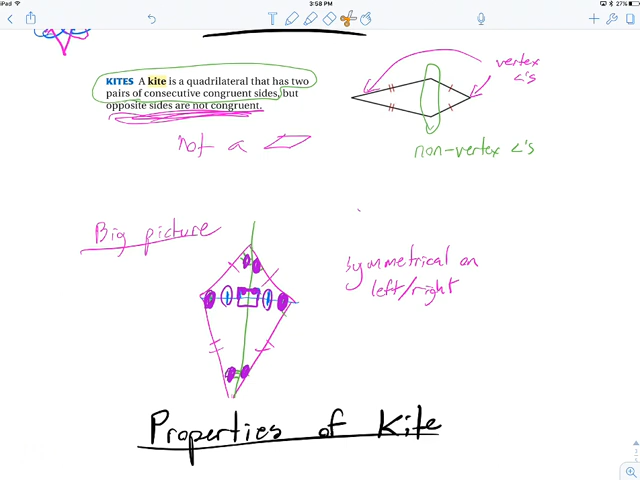 iPad
3:58 PM
27%
KITES A kite is a quadrilateral that has two
pairs of consecutive congruent sides, but
opposite sides are not congruent.
vertex
<'s
not a
non-vertex <'s
Big picture
symmetrical on
left/right
Properties of Kite